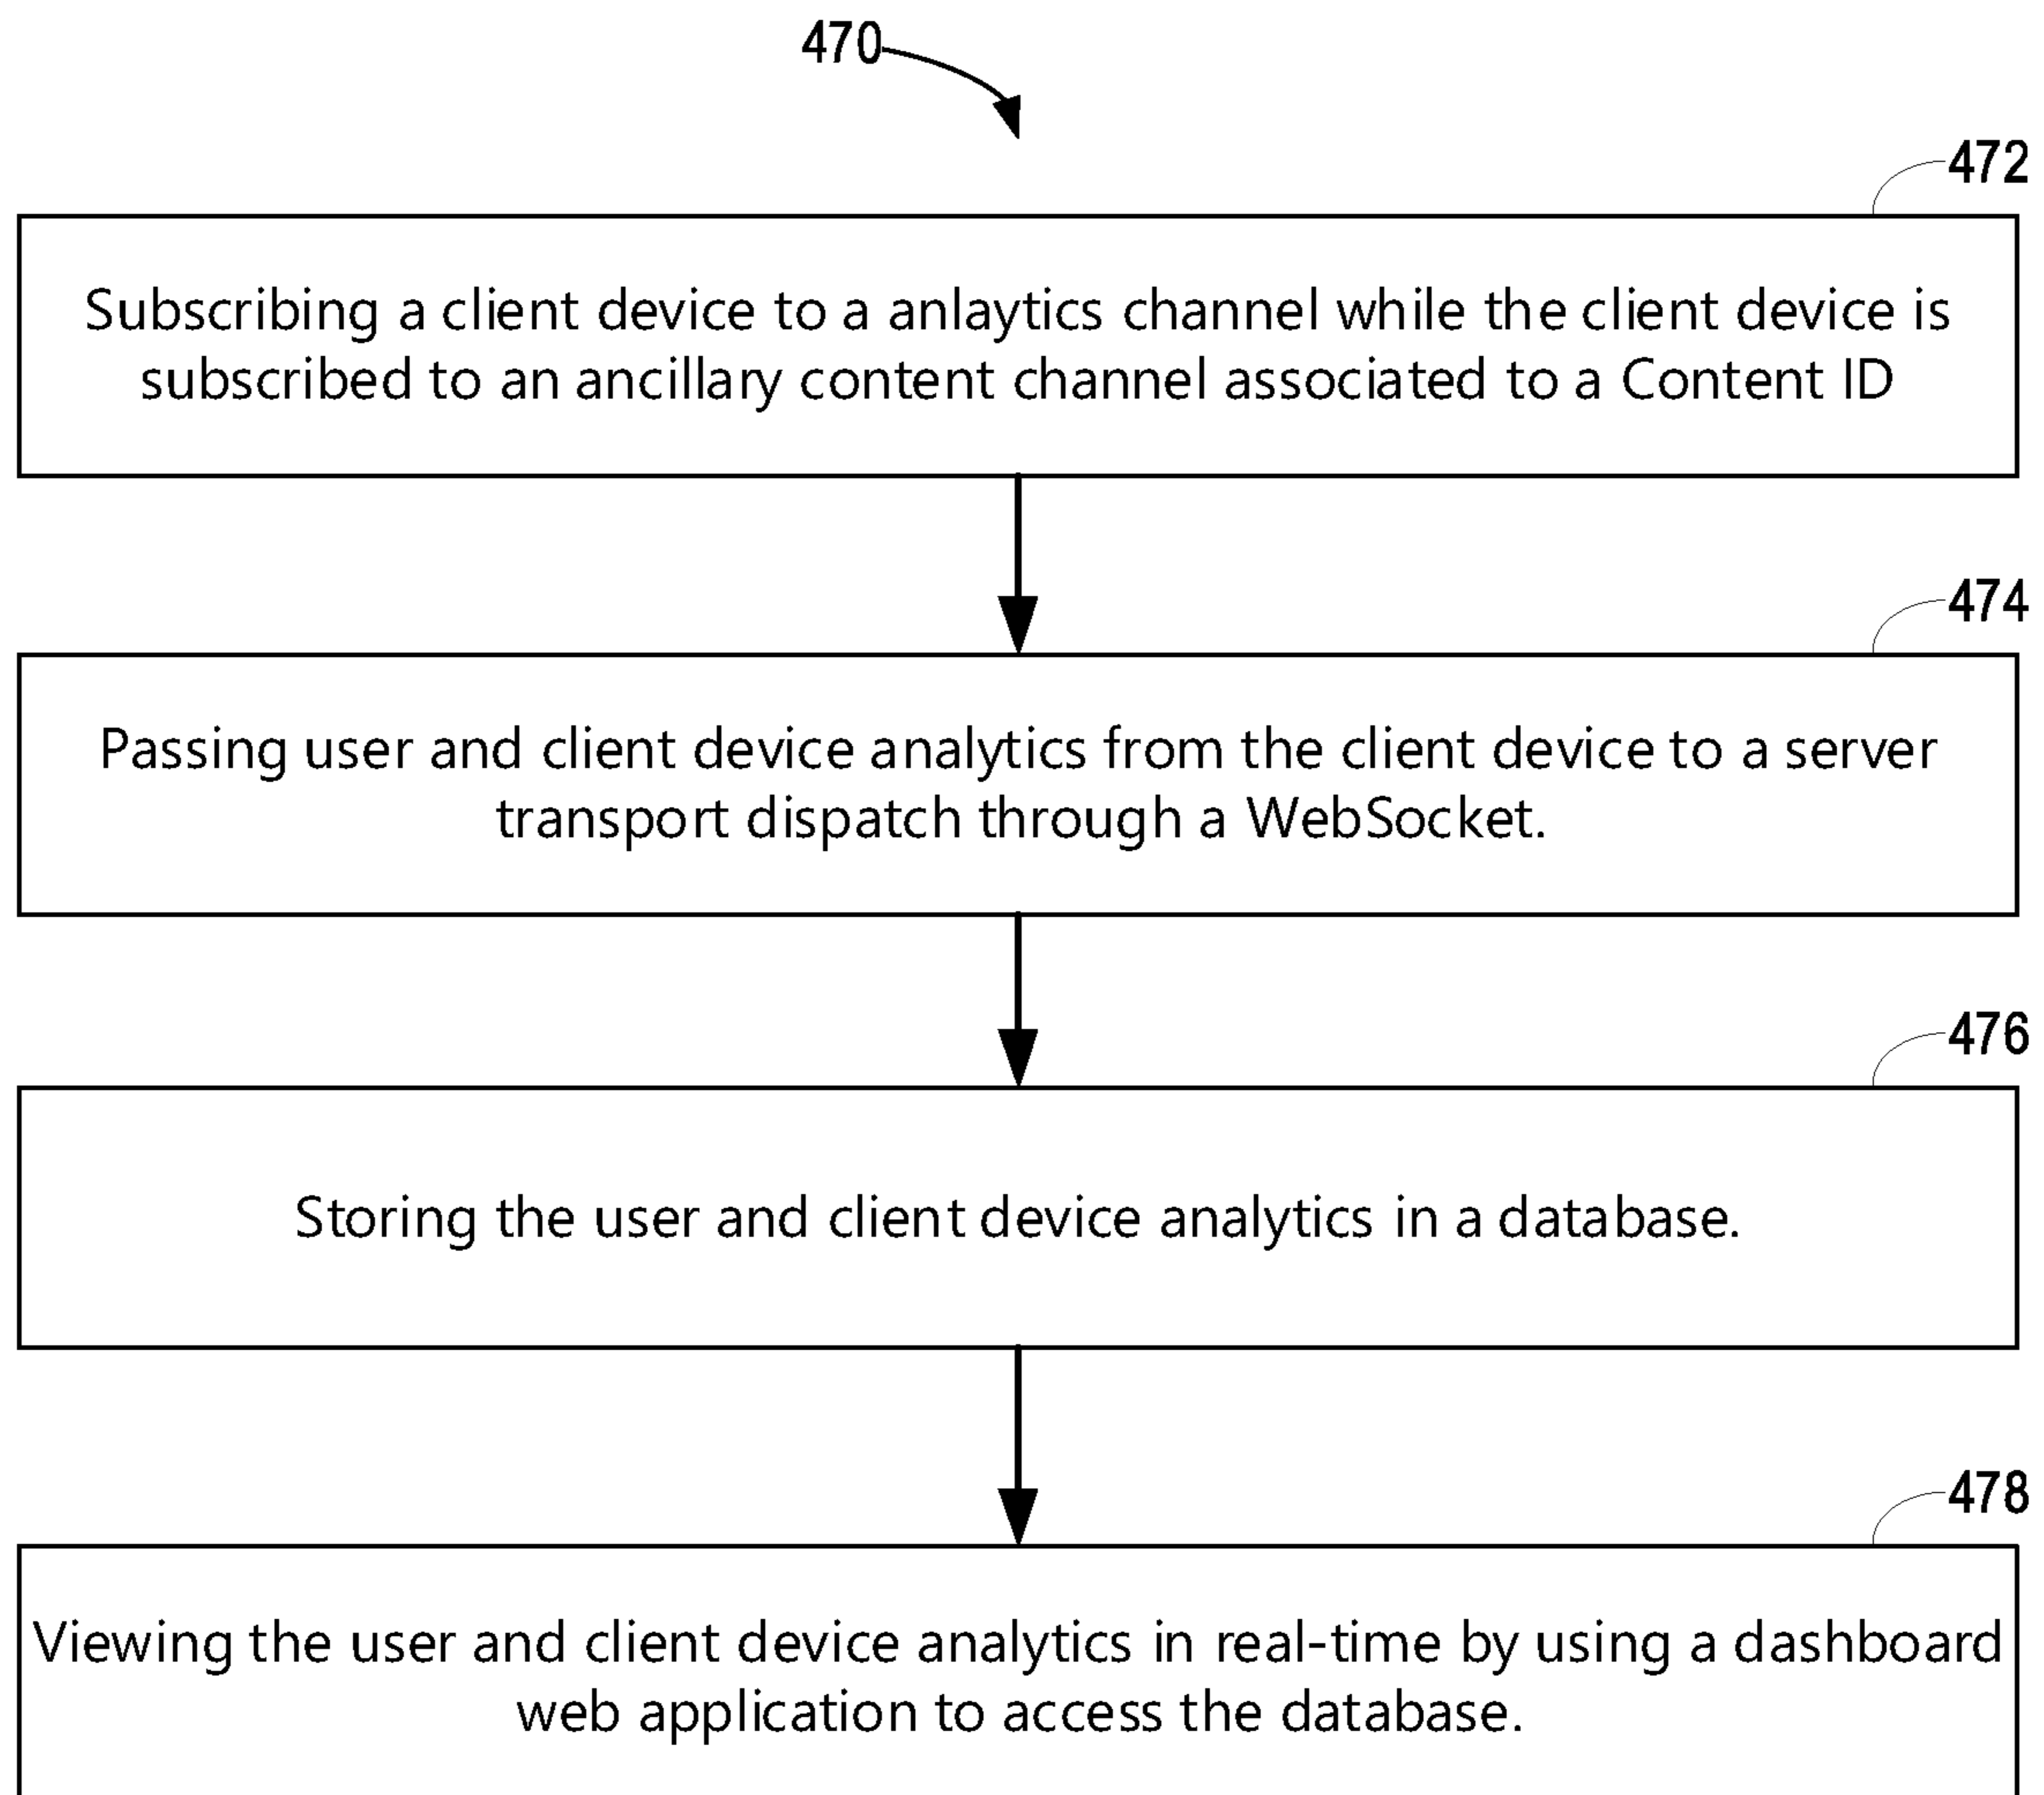 470
472
Subscribing a client device to a anlaytics channel while the client device is
subscribed to an ancillary content channel associated to a Content ID
474
Passing user and client device analytics from the client device to a server
transport dispatch through a WebSocket.
476
Storing the user and client device analytics in a database.
478
Viewing the user and client device analytics in real-time by using a dashboard
web application to access the database.